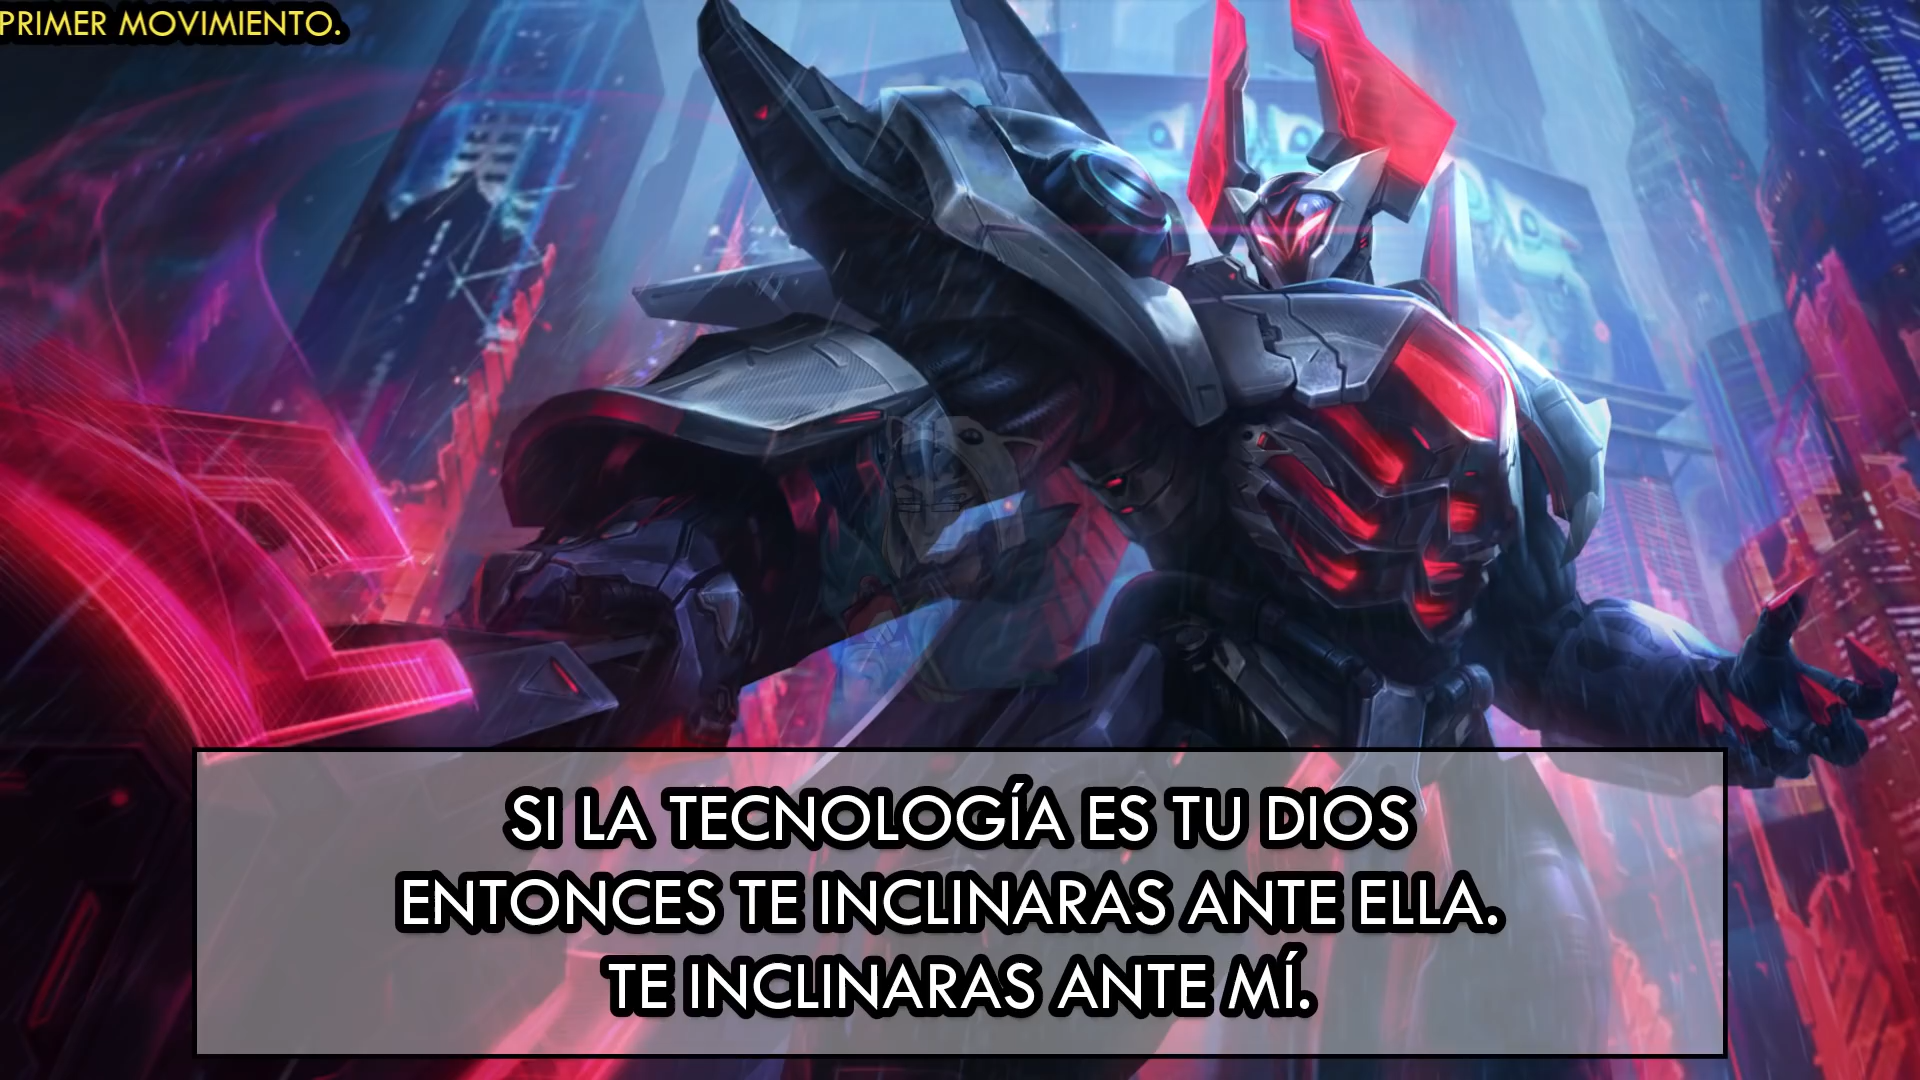 PRIMER MOVIMIENTO.
SI LA TECNOLOGÍA ES TU DIOS
ENTONCES TE INCLINARAS ANTE ELLA.
TE INCLINARAS ANTE MÍ.